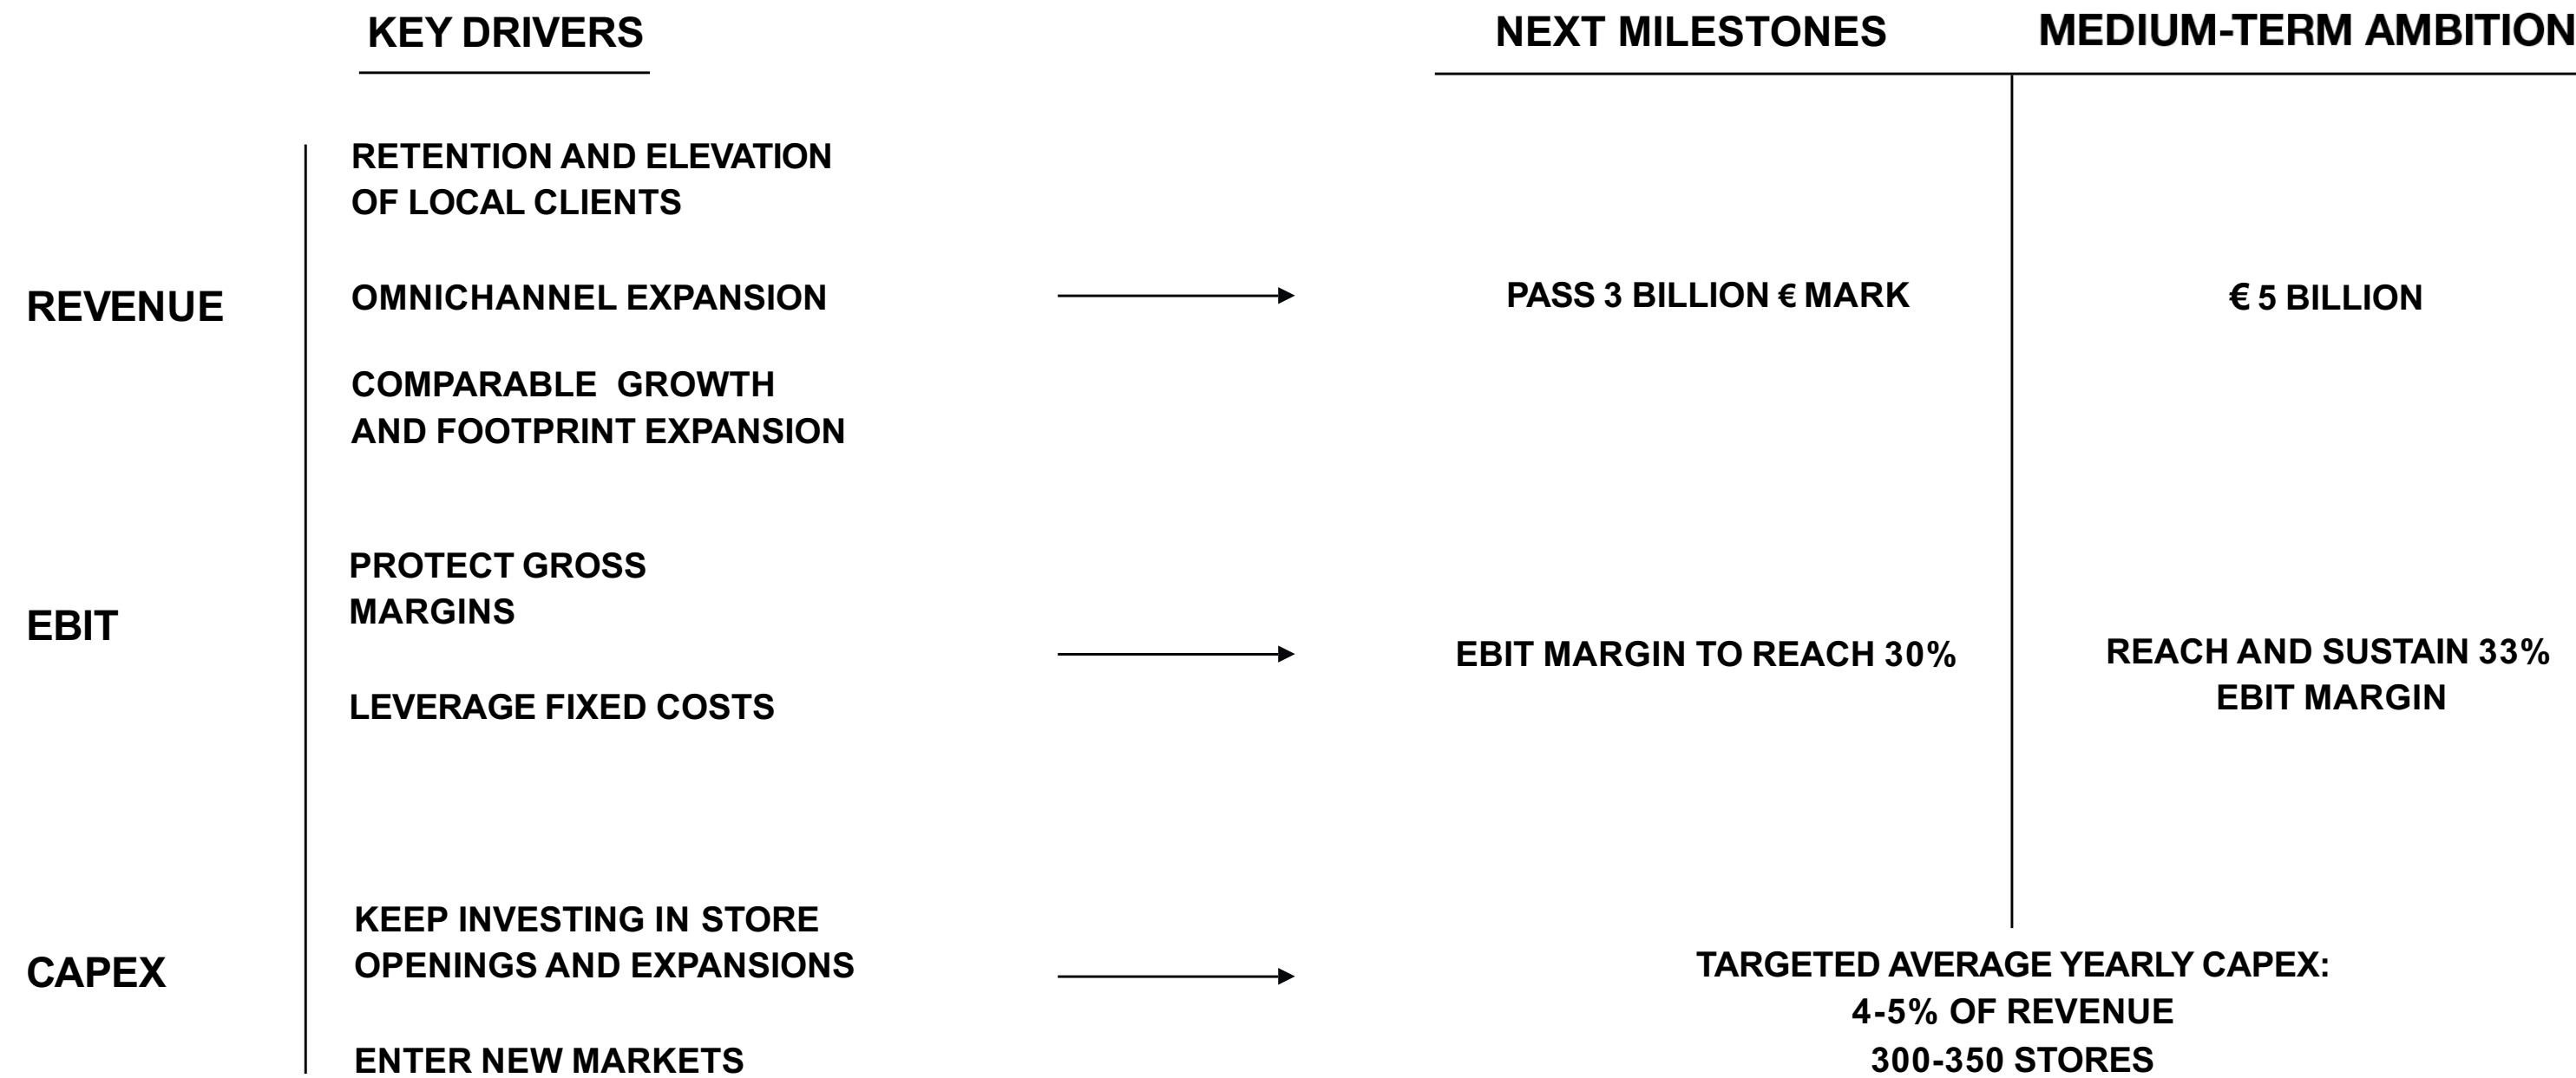 KEY DRIVERS
NEXT MILESTONES
MEDIUM-TERM AMBITION
REVENUE
RETENTION AND ELEVATION
OF LOCAL CLIENTS
OMNICHANNEL EXPANSION
COMPARABLE GROWTH
AND FOOTPRINT EXPANSION
PASS 3 BILLION € MARK
€ 5 BILLION
EBIT
PROTECT GROSS
MARGINS
LEVERAGE FIXED COSTS
EBIT MARGIN TO REACH 30%
REACH AND SUSTAIN 33%
EBIT MARGIN
CAPEX
KEEP INVESTING IN STORE
OPENINGS AND EXPANSIONS
ENTER NEW MARKETS
TARGETED AVERAGE YEARLY CAPEX:
4-5% OF REVENUE
300-350 STORES